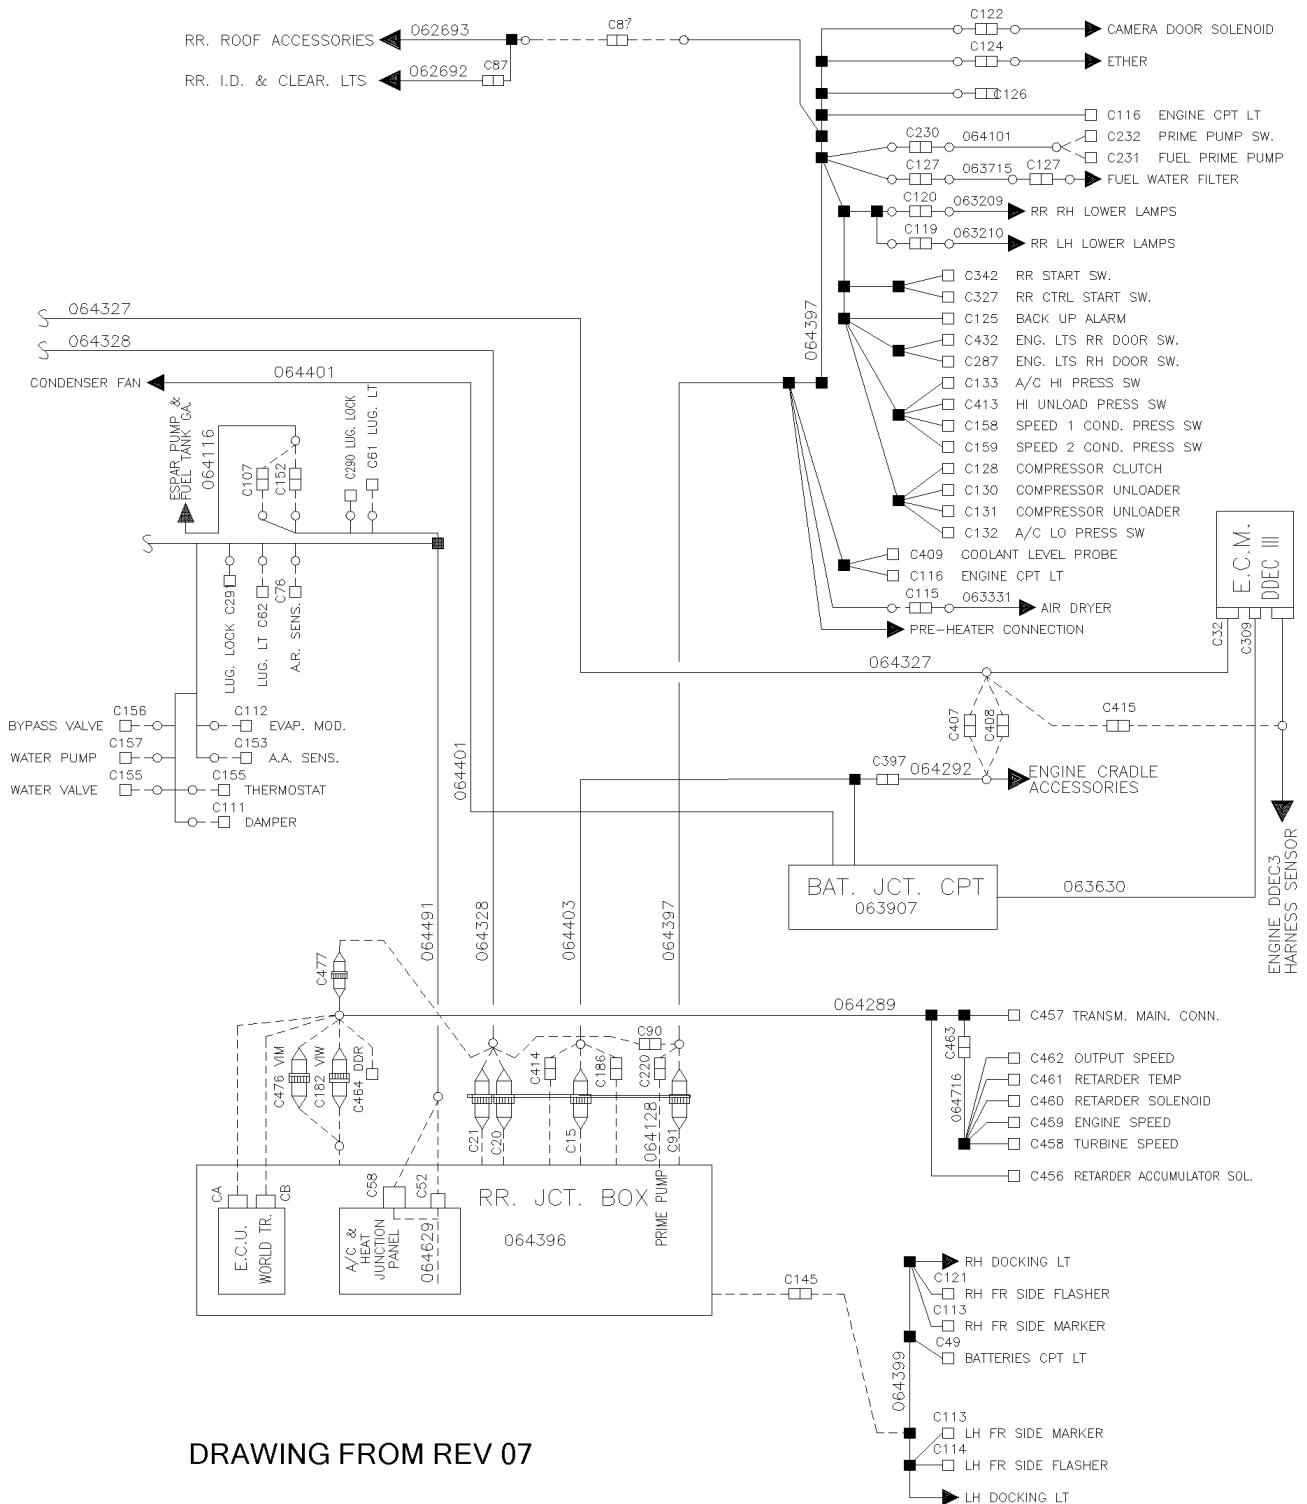 C87
062693
RR. ROOF ACCESSORIES
062692
C87
RR. I.D. & CLEAR. LTS
C122
CAMERA DOOR SOLENOID
C124
ETHER
C126
C116 ENGINE CPT LT
C230 064101
C232 PRIME PUMP SW.
C231 FUEL PRIME PUMP
C127 063715 C127
FUEL WATER FILTER
C120 063209
RR RH LOWER LAMPS
C119 063210
RR LH LOWER LAMPS
C342 RR START SW.
C327 RR CTRL START SW.
C125 BACK UP ALARM
C432 ENG. LTS RR DOOR SW.
C287 ENG. LTS RH DOOR SW.
C133 A/C HI PRESS SW
C413 HI UNLOAD PRESS SW
C158 SPEED 1 COND. PRESS SW
C159 SPEED 2 COND. PRESS SW
C128 COMPRESSOR CLUTCH
C130 COMPRESSOR UNLOADER
C131 COMPRESSOR UNLOADER
C132 A/C LO PRESS SW
C409 COOLANT LEVEL PROBE
C116 ENGINE CPT LT
C115 063331
AIR DRYER
PRE-HEATER CONNECTION
064397
064327
064328
064401
CONDENSER FAN
ESPAR PUMP &
FUEL TANK GA.
064116
C107
C152
C290 LUG. LOCK
C61 LUG. LT
LUG. LOCK C291
LUG. LT C62
A.R. SENS. C76
C156
BYPASS VALVE
C112
EVAP. MOD.
C157
WATER PUMP
C153
A.A. SENS.
C155
WATER VALVE
C155
THERMOSTAT
C111
DAMPER
064401
E.C.M.
DDEC III
C32
C309
064327
C407
C408
C415
C397
064292
ENGINE CRADLE
ACCESSORIES
BAT. JCT. CPT
063907
063630
ENGINE DDEC3
HARNESS SENSOR
064491
064328
064403
064397
C477
064289
C457 TRANSM. MAIN. CONN.
C463
064716
C462 OUTPUT SPEED
C461 RETARDER TEMP
C460 RETARDER SOLENOID
C459 ENGINE SPEED
C458 TURBINE SPEED
C456 RETARDER ACCUMULATOR SOL.
C476 VIM
C182 VIW
C464 DDR
C414
C186
C90
C220
C21
C20
C15
064128
C91
PRIME PUMP
CA
CB
E.C.U.
WORLD TR.
C58
C52
A/C &
HEAT
JUNCTION
PANEL
064629
RR. JCT. BOX
064396
C145
RH DOCKING LT
C121
RH FR SIDE FLASHER
C113
RH FR SIDE MARKER
C49
BATTERIES CPT LT
064399
C113
LH FR SIDE MARKER
C114
LH FR SIDE FLASHER
LH DOCKING LT
DRAWING FROM REV 07